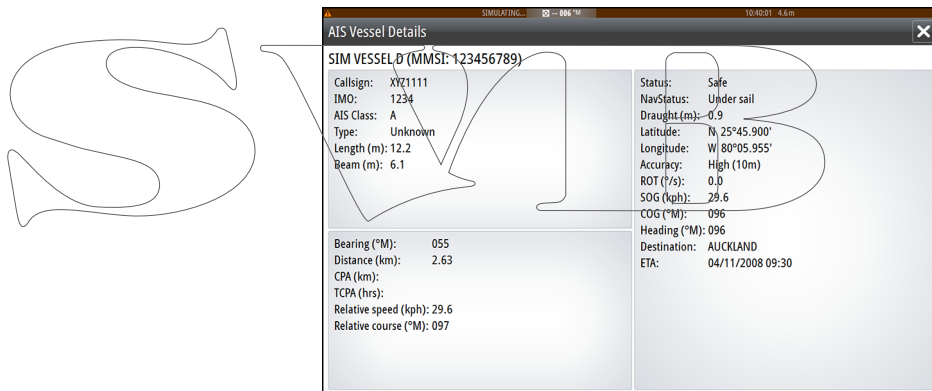 SIMULATING... -- 006 °M 10:40:01 4.6 m
AIS Vessel Details
SIM VESSEL D (MMSI: 123456789)
Callsign: XYZ1111
IMO: 1234
AIS Class: A
Type: Unknown
Length (m): 12.2
Beam (m): 6.1
Bearing (°M): 055
Distance (km): 2.63
CPA (km):
TCPA (hrs):
Relative speed (kph): 29.6
Relative course (°M): 097
Status: Safe
NavStatus: Under sail
Draught (m): 0.9
Latitude: N 25°45.900'
Longitude: W 80°05.955'
Accuracy: High (10m)
ROT (°/s): 0.0
SOG (kph): 29.6
COG (°M): 096
Heading (°M): 096
Destination: AUCKLAND
ETA: 04/11/2008 09:30